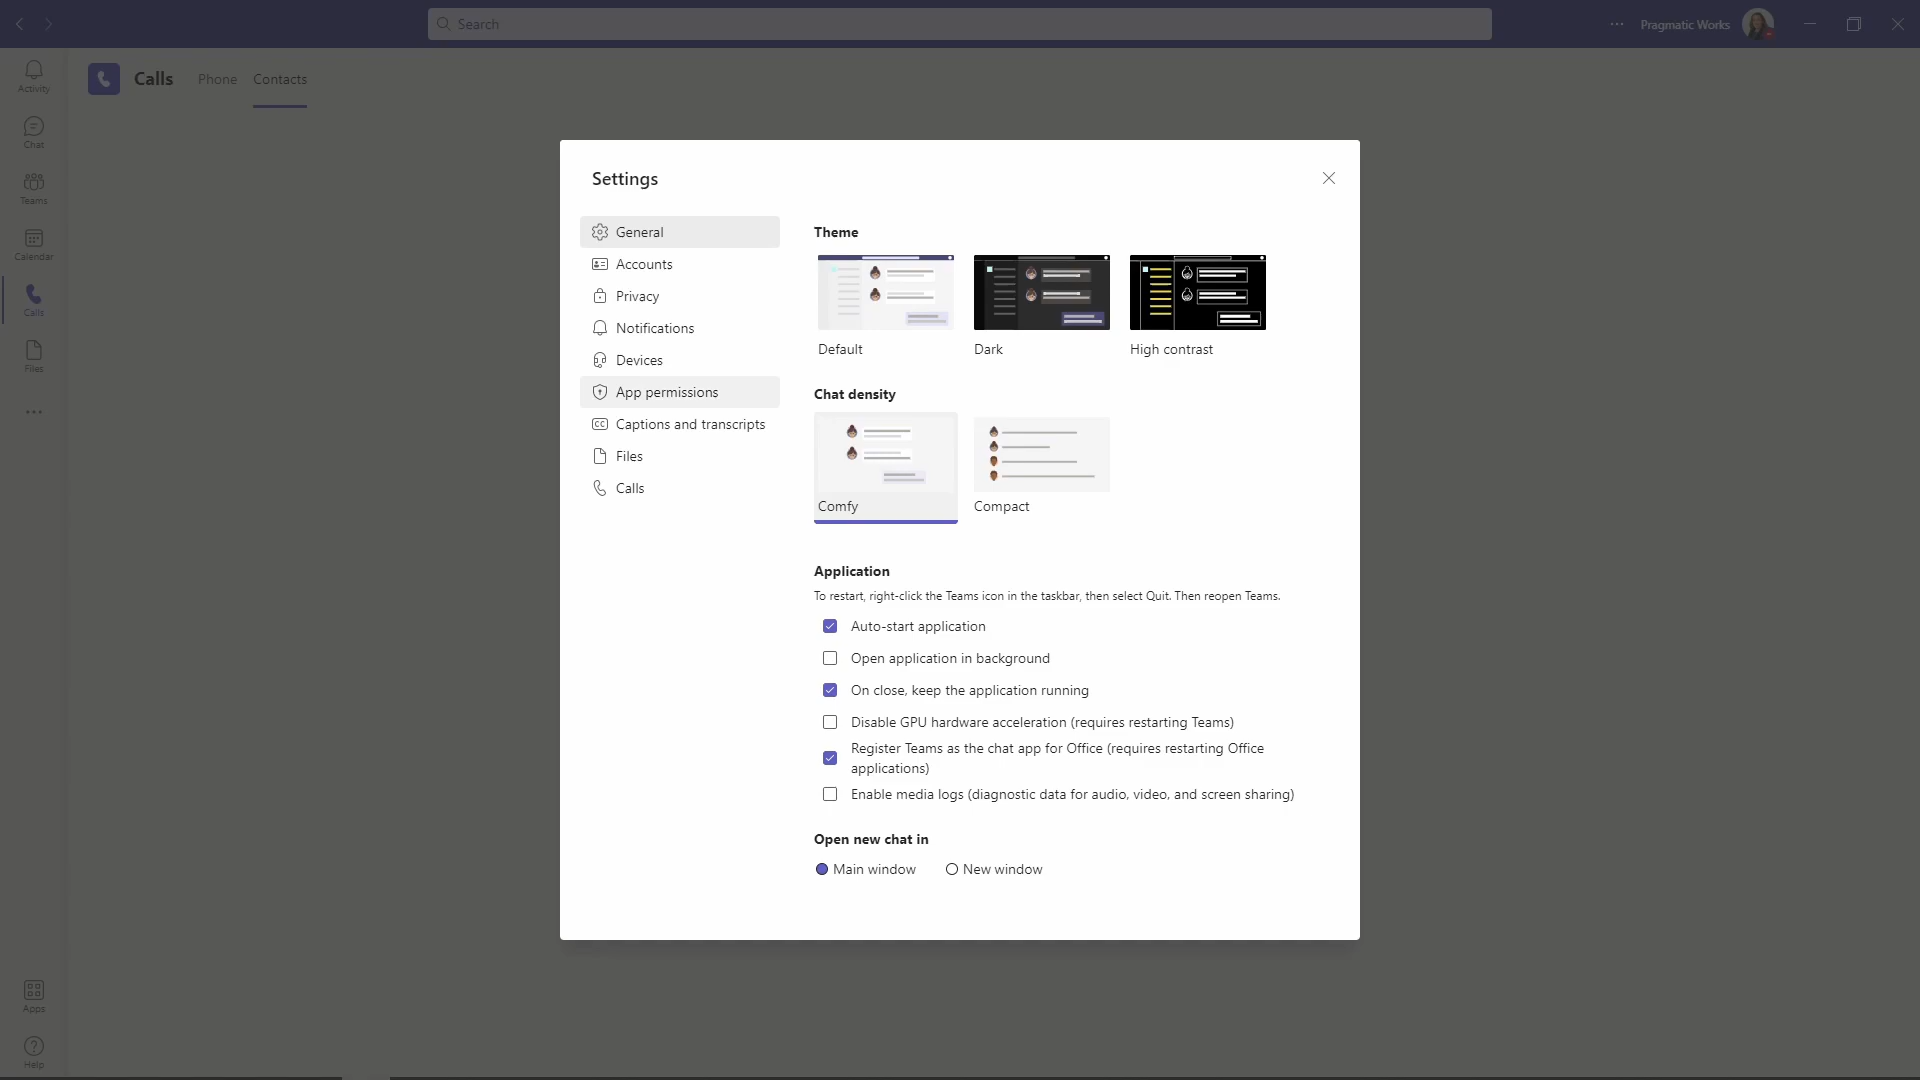 Search
Pragmatic Works
Activity
Chat
Teams
Calendar
Calls
Files
Apps
Help
Calls
Phone
Contacts
Settings
General
Accounts
Privacy
Notifications
Devices
App permissions
CC Captions and transcripts
Files
Calls
Theme
Default
Dark
High contrast
Chat density
Comfy
Compact
Application
To restart, right-click the Teams icon in the taskbar, then select Quit. Then reopen Teams.
Auto-start application
Open application in background
On close, keep the application running
Disable GPU hardware acceleration (requires restarting Teams)
Register Teams as the chat app for Office (requires restarting Office
applications)
Enable media logs (diagnostic data for audio, video, and screen sharing)
Open new chat in
Main window
New window